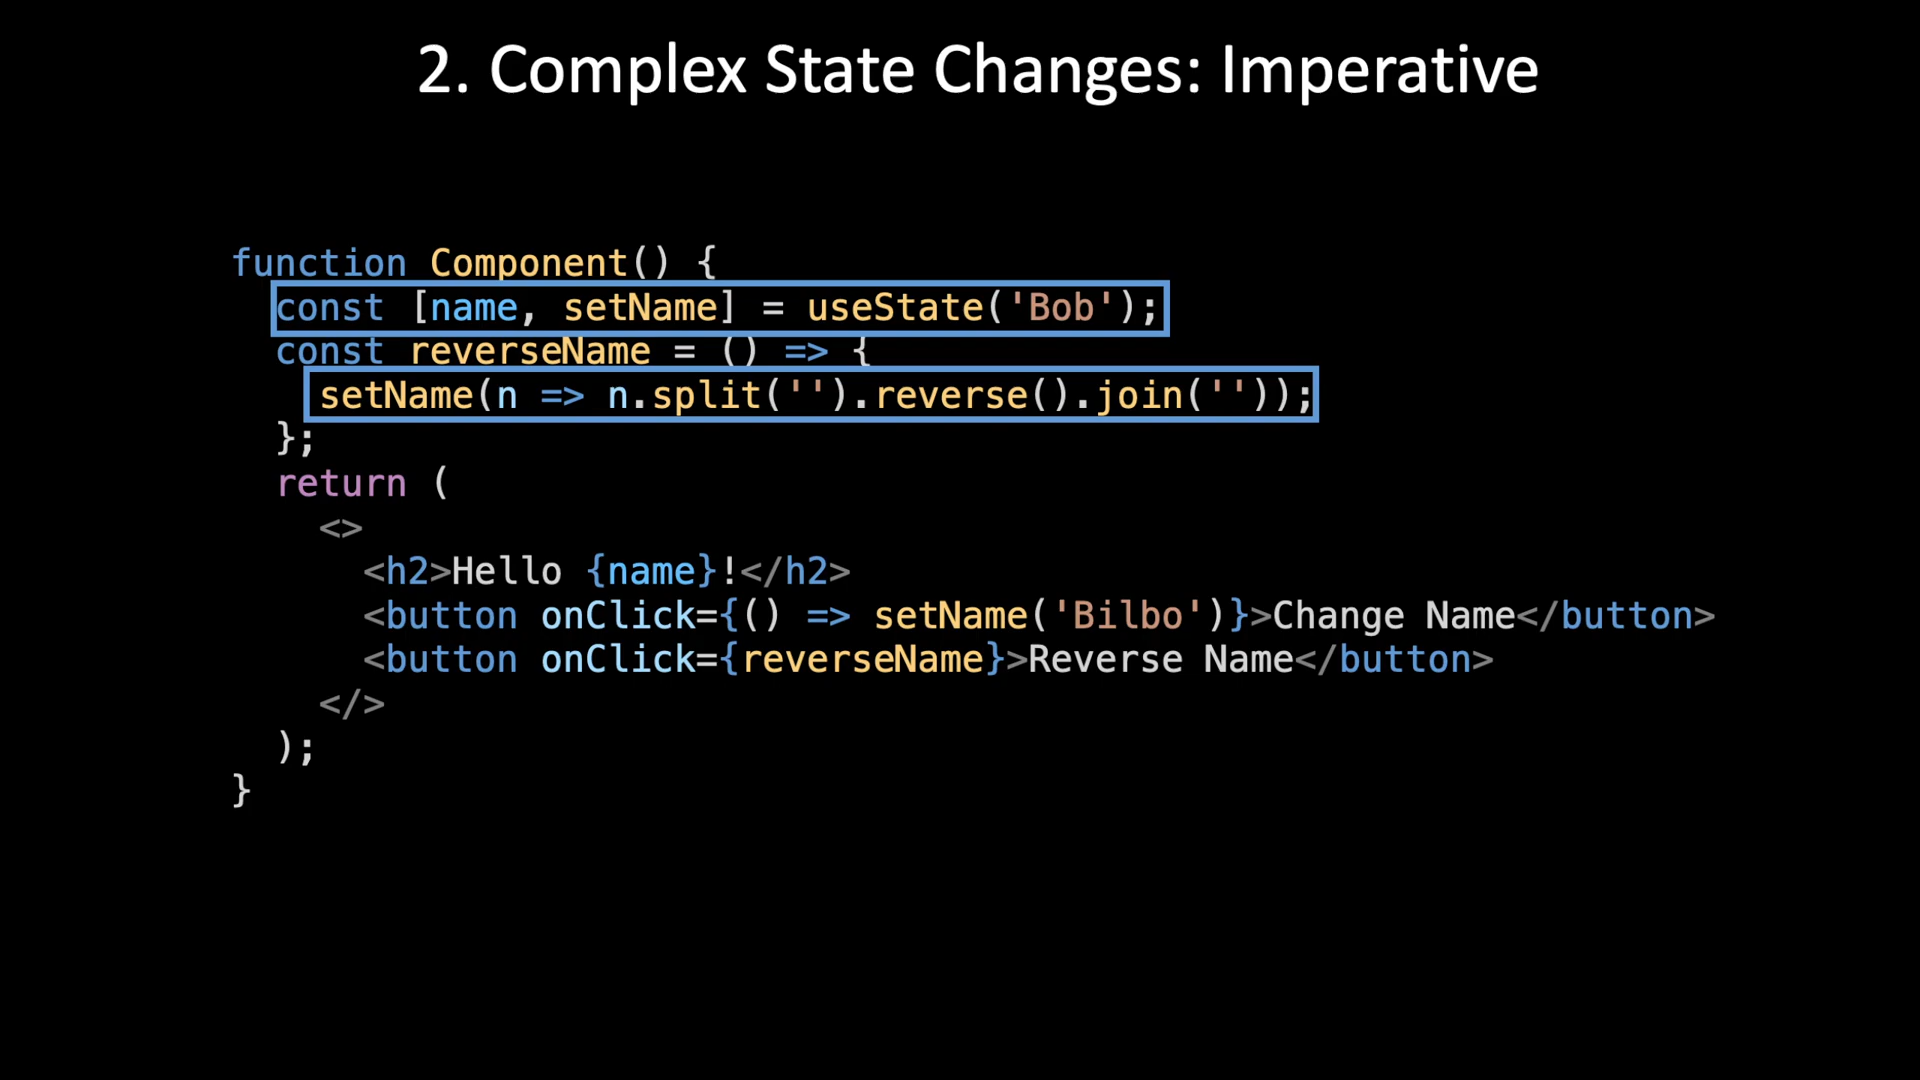 2. Complex State Changes: Imperative
function Component() {
const [name, setName] = useState('Bob');
const reverseName = () => {
setName(n => n.split('').reverse().join(''));
};
return (
<>
<h2>Hello {name}!</h2>
<button onClick={() => setName('Bilbo')}>Change Name</button>
<button onClick={reverseName}>Reverse Name</button>
</>
);
}